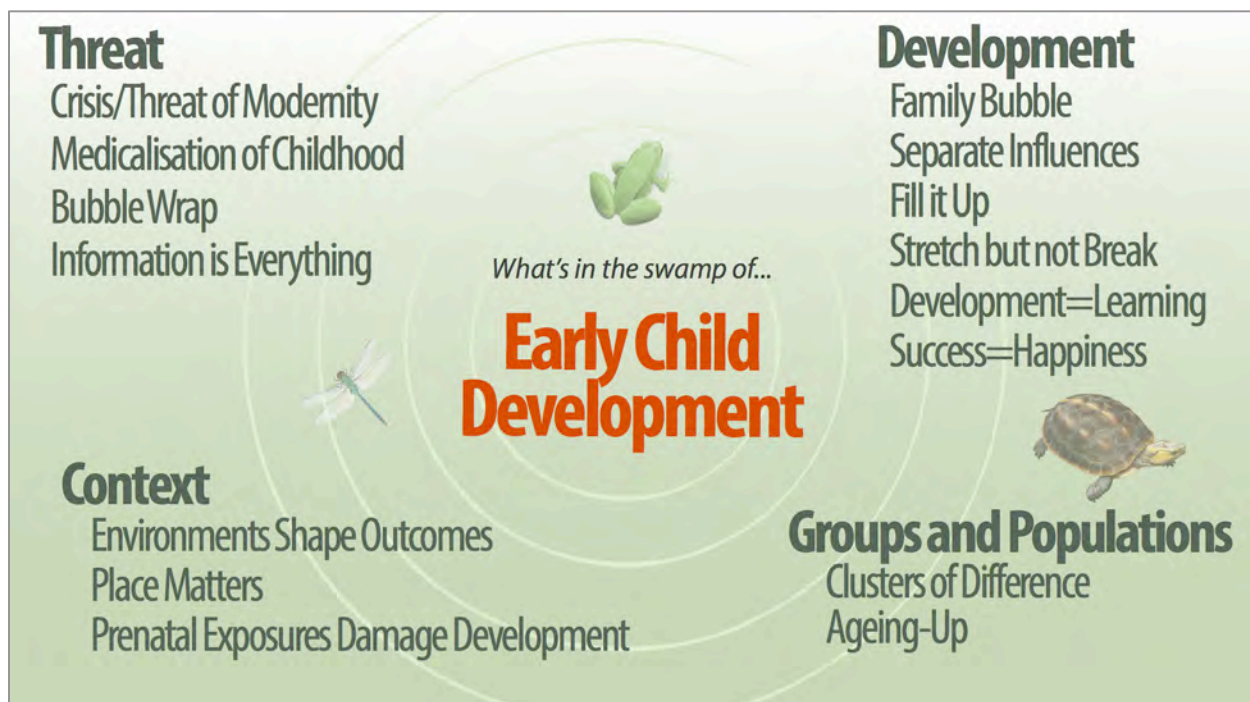 Threat
Crisis/Threat of Modernity
Medicalisation of Childhood
Bubble Wrap
Information is Everything
Development
Family Bubble
Separate Influences
Fill it Up
Stretch but not Break
Development=Learning
Success=Happiness
What's in the swamp of...
Early Child
Development
Context
Environments Shape Outcomes
Place Matters
Prenatal Exposures Damage Development
Groups and Populations
Clusters of Difference
Ageing-Up